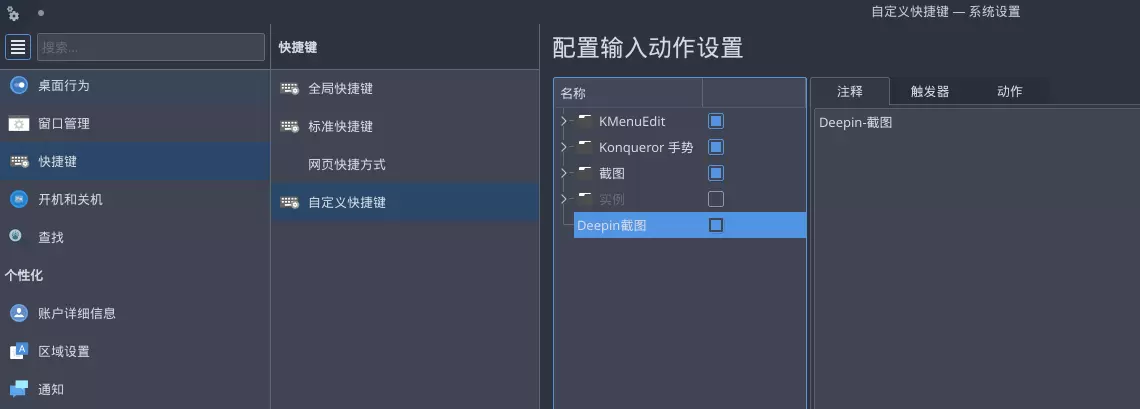 自定义快捷键 — 系统设置
搜索...
桌面行为
窗口管理
快捷键
开机和关机
查找
个性化
账户详细信息
区域设置
通知
快捷键
全局快捷键
标准快捷键
网页快捷方式
自定义快捷键
配置输入动作设置
名称
KMenuEdit
Konqueror 手势
截图
实例
Deepin截图
注释 触发器 动作
Deepin-截图